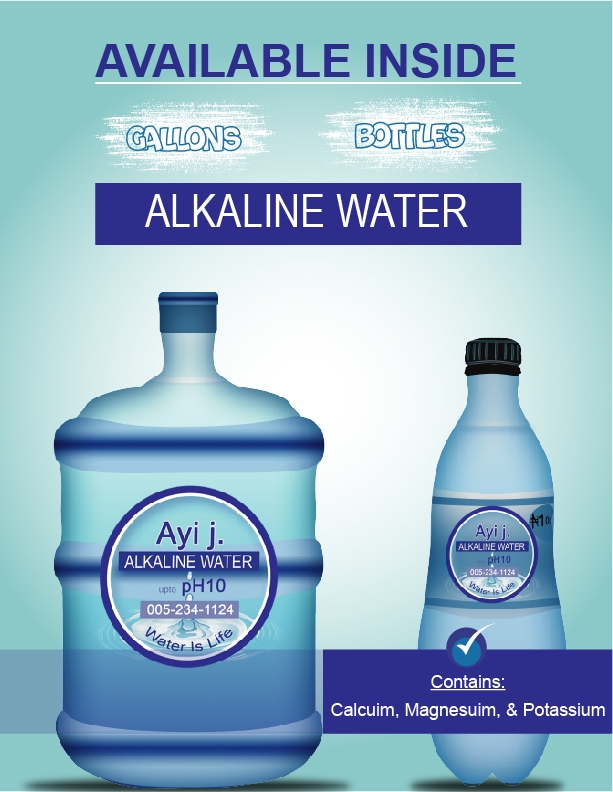 AVAILABLE INSIDE
GALLONS
BOTTLES
ALKALINE WATER
Ayi j.
ALKALINE WATER
upto pH10
005-234-1124
Water Is Life
Ayi j.
ALKALINE WATER
pH10
005-234-1124
Water Is Life
Contains:
Calcuim, Magnesuim, & Potassium